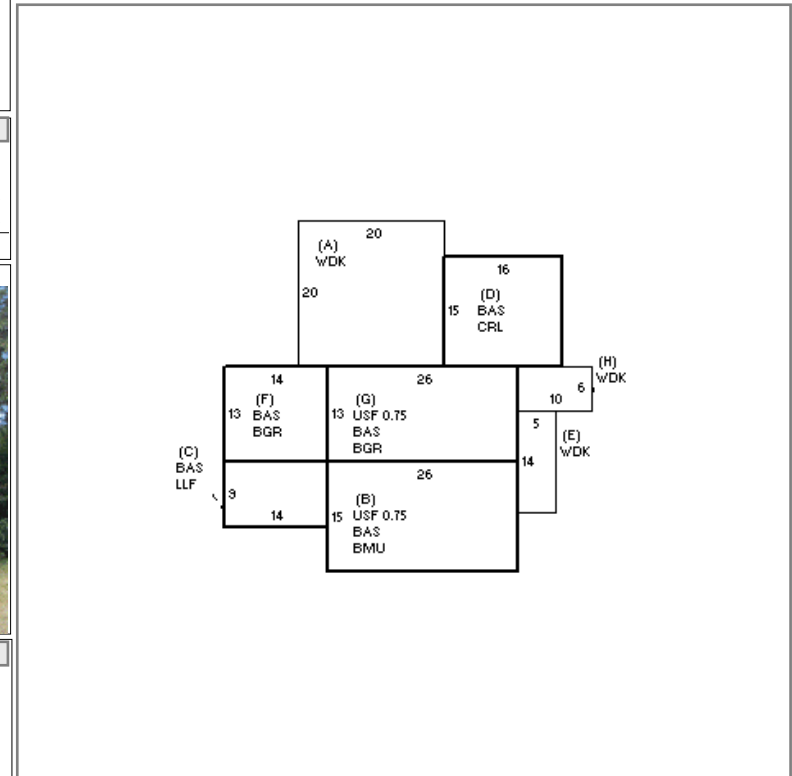 20
(A)
WDK
20
16
(D)
15 BAS
CRL
14
(F)
13 BAS
BGR
26
(G)
13 USF 0.75
BAS
BGR
(H)
WDK
6
10
5
(E)
WDK
14
(C)
BAS
LLF
9
14
26
(B)
15 USF 0.75
BAS
BMU